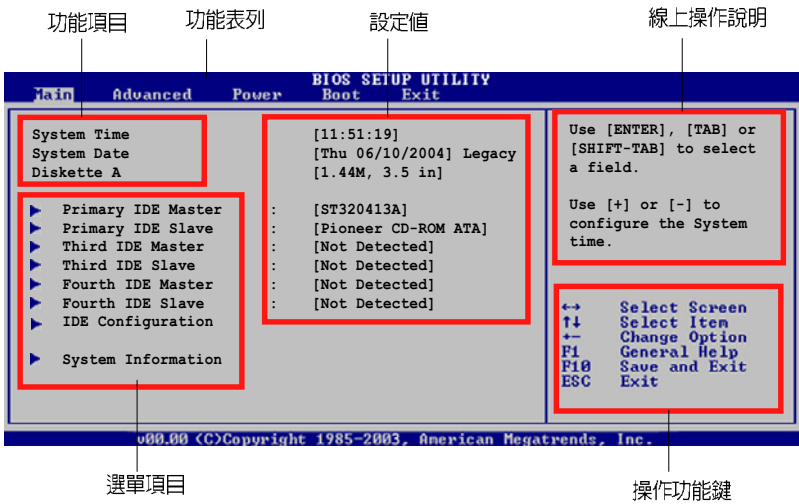 功能項目 功能表列 設定値 線上操作說明
BIOS SETUP UTILITY
Main Advanced Power Boot Exit
System Time [11:51:19]
System Date [Thu 06/10/2004] Legacy
Diskette A [1.44M, 3.5 in]
Primary IDE Master : [ST320413A]
Primary IDE Slave : [Pioneer CD-ROM ATA]
Third IDE Master : [Not Detected]
Third IDE Slave : [Not Detected]
Fourth IDE Master : [Not Detected]
Fourth IDE Slave : [Not Detected]
IDE Configuration
System Information
Use [ENTER], [TAB] or
[SHIFT-TAB] to select
a field.
Use [+] or [-] to
configure the System
time.
↔ Select Screen
↑↓ Select Item
+- Change Option
F1 General Help
F10 Save and Exit
ESC Exit
v00.00 (C)Copyright 1985-2003, American Megatrends, Inc.
選單項目 操作功能鍵